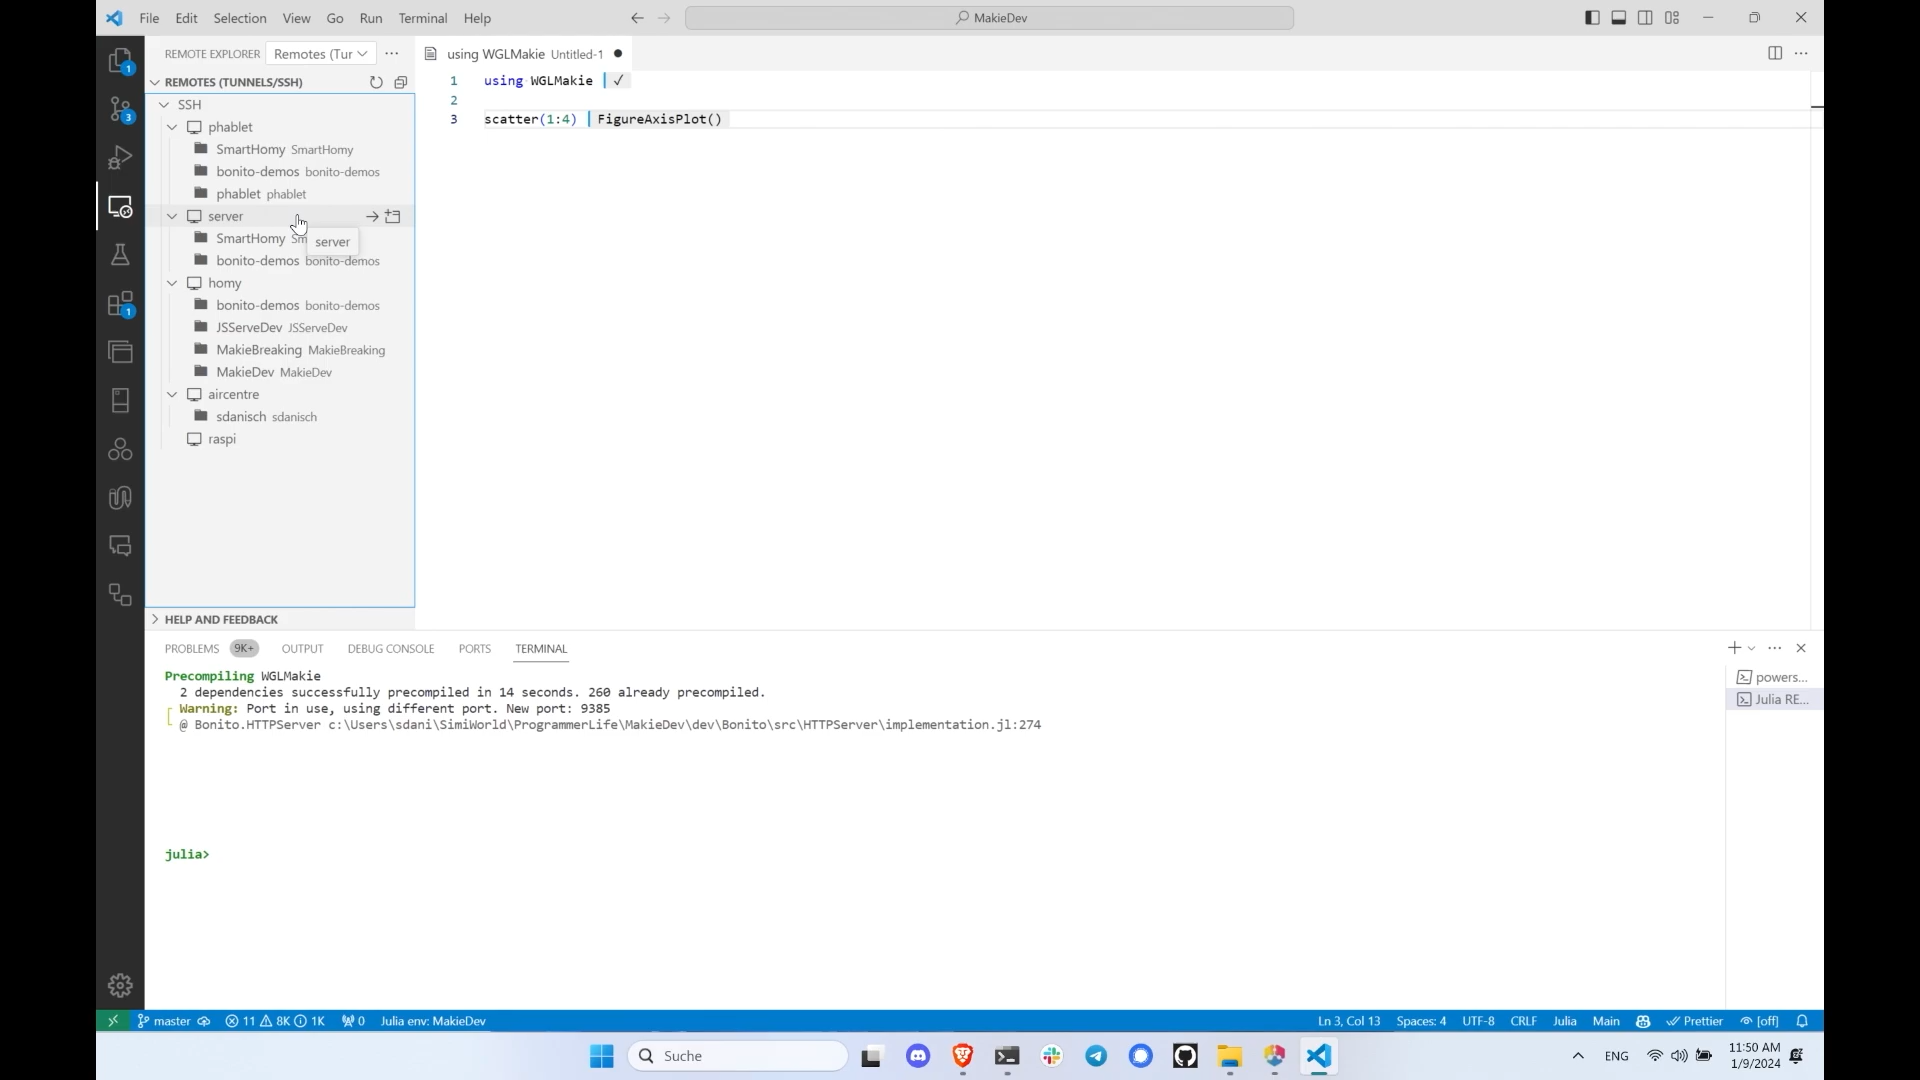 File Edit Selection View Go Run Terminal Help
MakieDev
REMOTE EXPLORER Remotes (Tur
using WGLMakie Untitled-1
REMOTES (TUNNELS/SSH)
SSH
phablet
SmartHomy SmartHomy
bonito-demos bonito-demos
phablet phablet
server
SmartHomy Sm
server
bonito-demos bonito-demos
homy
bonito-demos bonito-demos
JSServeDev JSServeDev
MakieBreaking MakieBreaking
MakieDev MakieDev
aircentre
sdanisch sdanisch
raspi
HELP AND FEEDBACK
1 using WGLMakie ✓
2
3 scatter(1:4) FigureAxisPlot()
1
3
1
PROBLEMS 9K+ OUTPUT DEBUG CONSOLE PORTS TERMINAL
Precompiling WGLMakie
2 dependencies successfully precompiled in 14 seconds. 260 already precompiled.
Warning: Port in use, using different port. New port: 9385
@ Bonito.HTTPServer c:\Users\sdani\SimiWorld\ProgrammerLife\MakieDev\dev\Bonito\src\HTTPServer\implementation.jl:274
julia>
powers...
Julia RE...
master 11 8K 1K 0 Julia env: MakieDev
Ln 3, Col 13 Spaces: 4 UTF-8 CRLF Julia Main Prettier [off]
Suche
ENG
11:50 AM
1/9/2024